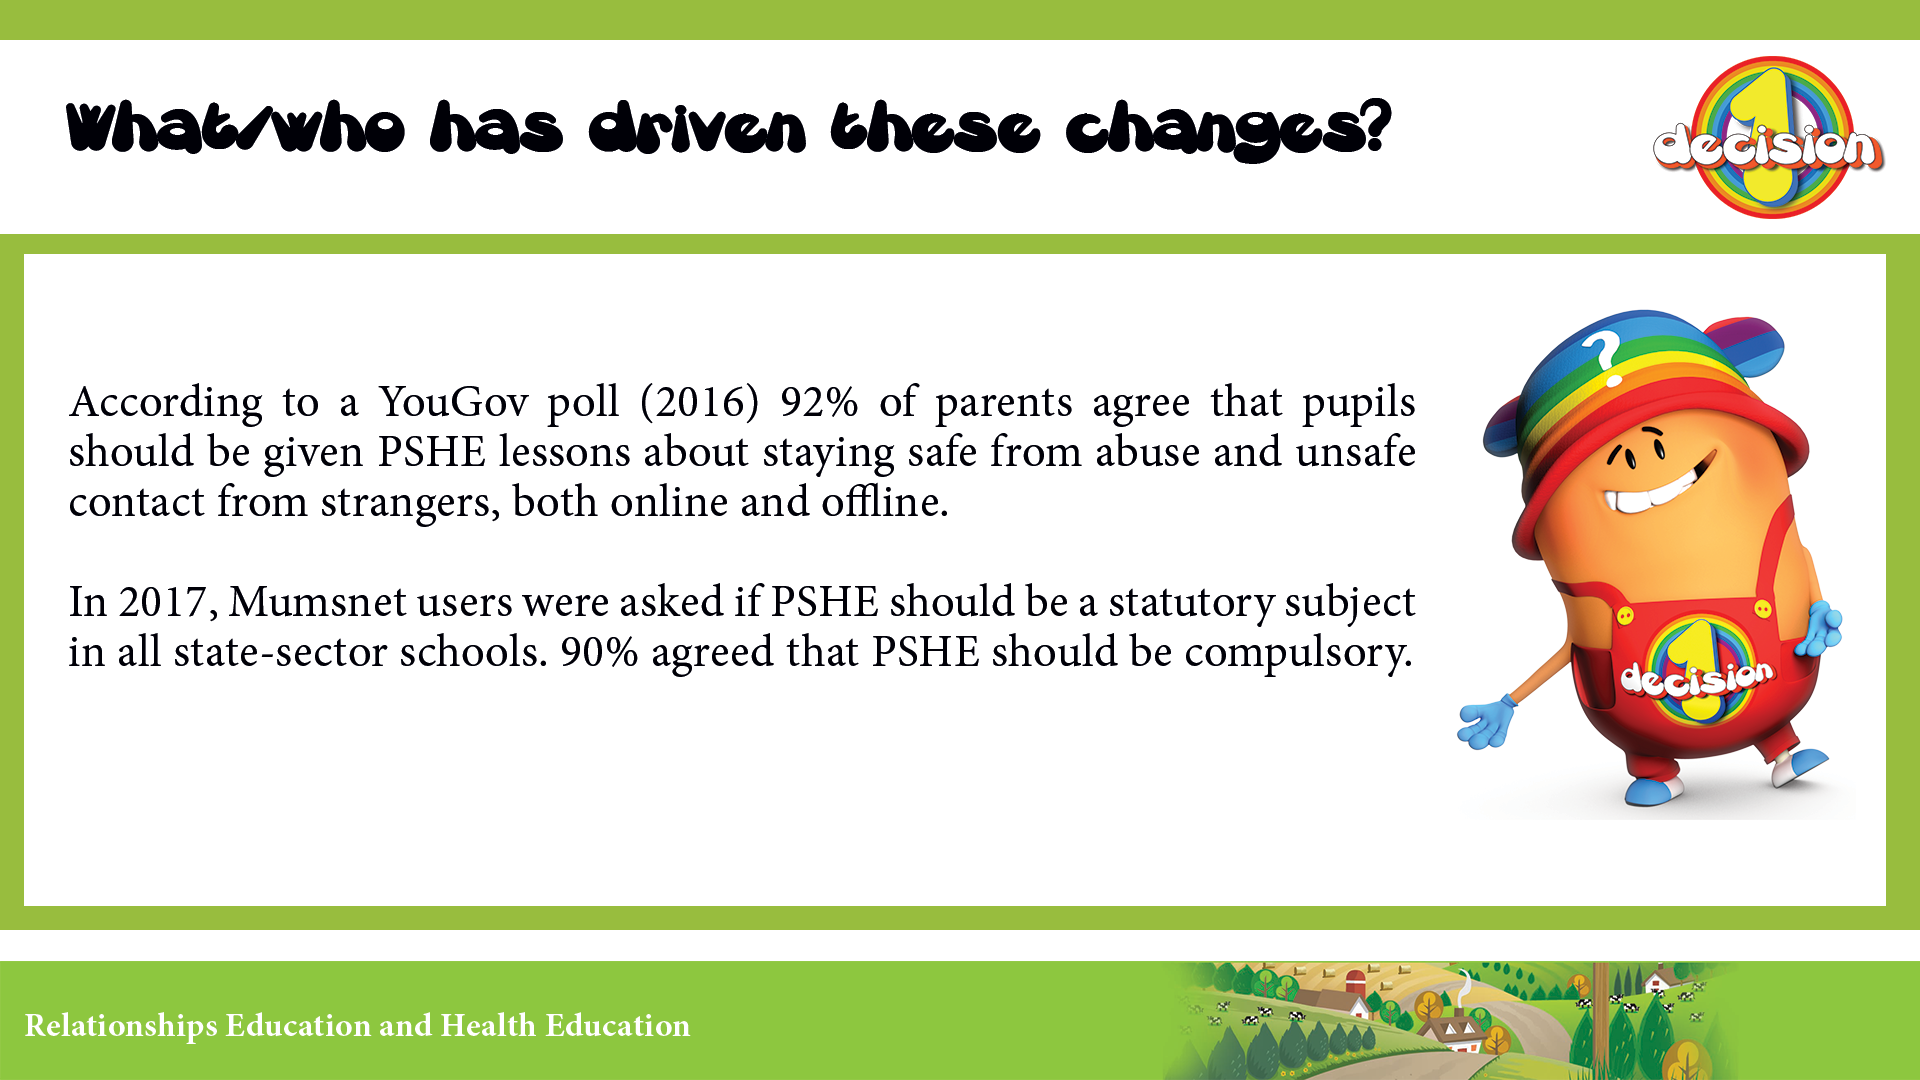 What/who has driven these changes?
1
decision
According to a YouGov poll (2016) 92% of parents agree that pupils
should be given PSHE lessons about staying safe from abuse and unsafe
contact from strangers, both online and offline.
In 2017, Mumsnet users were asked if PSHE should be a statutory subject
in all state-sector schools. 90% agreed that PSHE should be compulsory.
?
1
decision
Relationships Education and Health Education